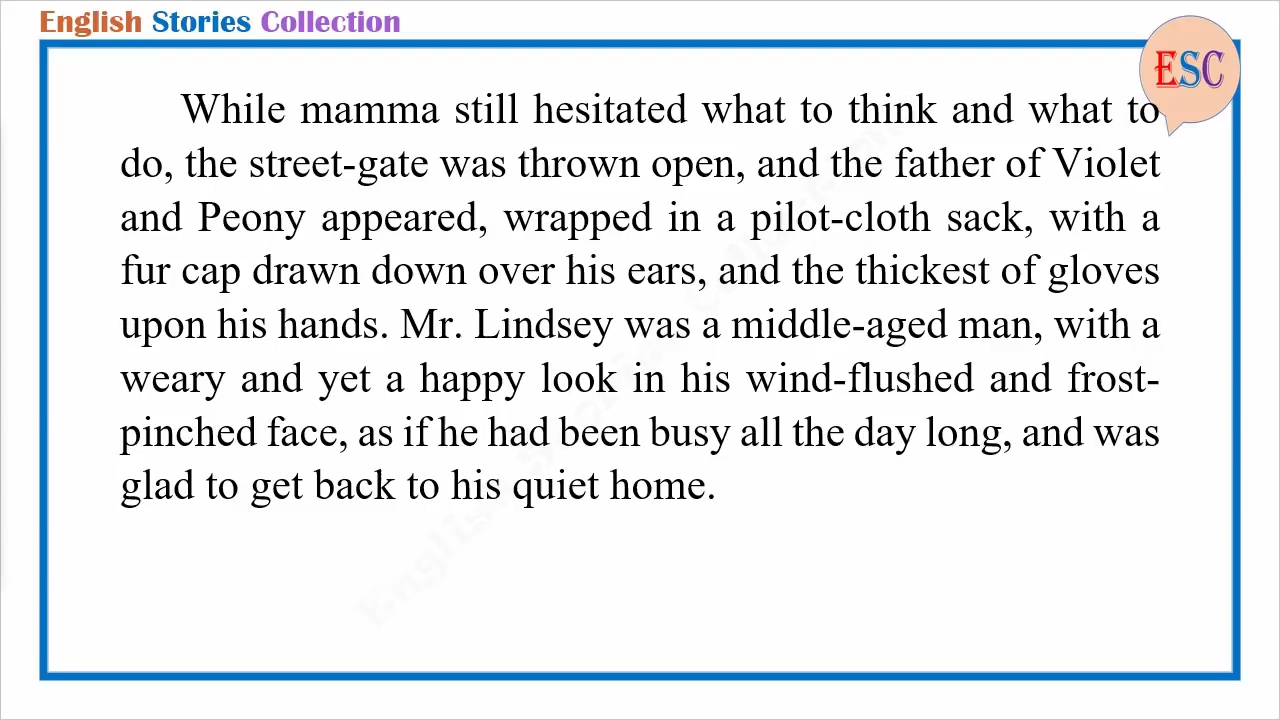 English Stories Collection
ESC
While mamma still hesitated what to think and what to
do, the street-gate was thrown open, and the father of Violet
and Peony appeared, wrapped in a pilot-cloth sack, with a
fur cap drawn down over his ears, and the thickest of gloves
upon his hands. Mr. Lindsey was a middle-aged man, with a
weary and yet a happy look in his wind-flushed and frost-
pinched face, as if he had been busy all the day long, and was
glad to get back to his quiet home.